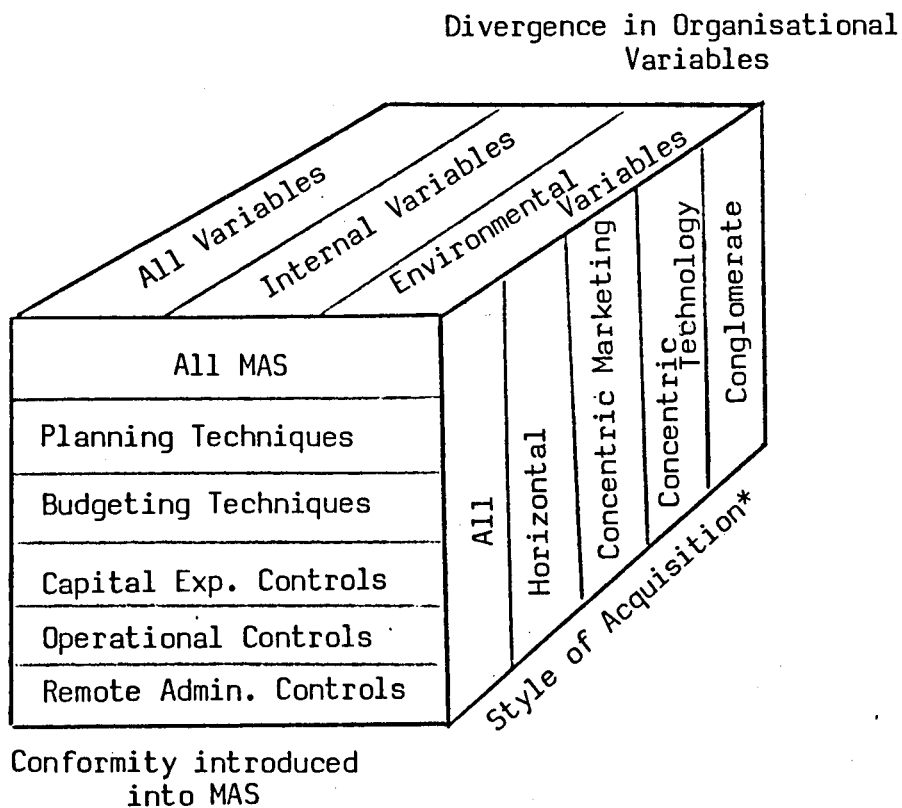 Divergence in Organisational
Variables
All Variables
Internal Variables
Environmental
Variables
All MAS
Planning Techniques
Budgeting Techniques
Capital Exp. Controls
Operational Controls
Remote Admin. Controls
All
Horizontal
Concentric Marketing
Concentric
Technology
Conglomerate
Style of Acquisition*
Conformity introduced
into MAS